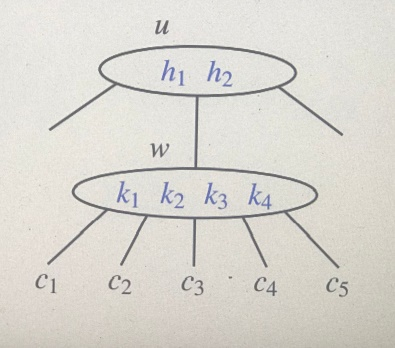 u
h₁ h₂
w
k₁ k₂ k₃ k₄
c₁ c₂ c₃ c₄ c₅